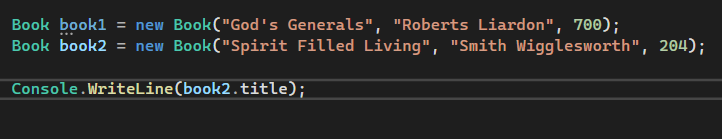 Book book1 = new Book("God's Generals", "Roberts Liardon", 700);
Book book2 = new Book("Spirit Filled Living", "Smith Wigglesworth", 204);
Console.WriteLine(book2.title);